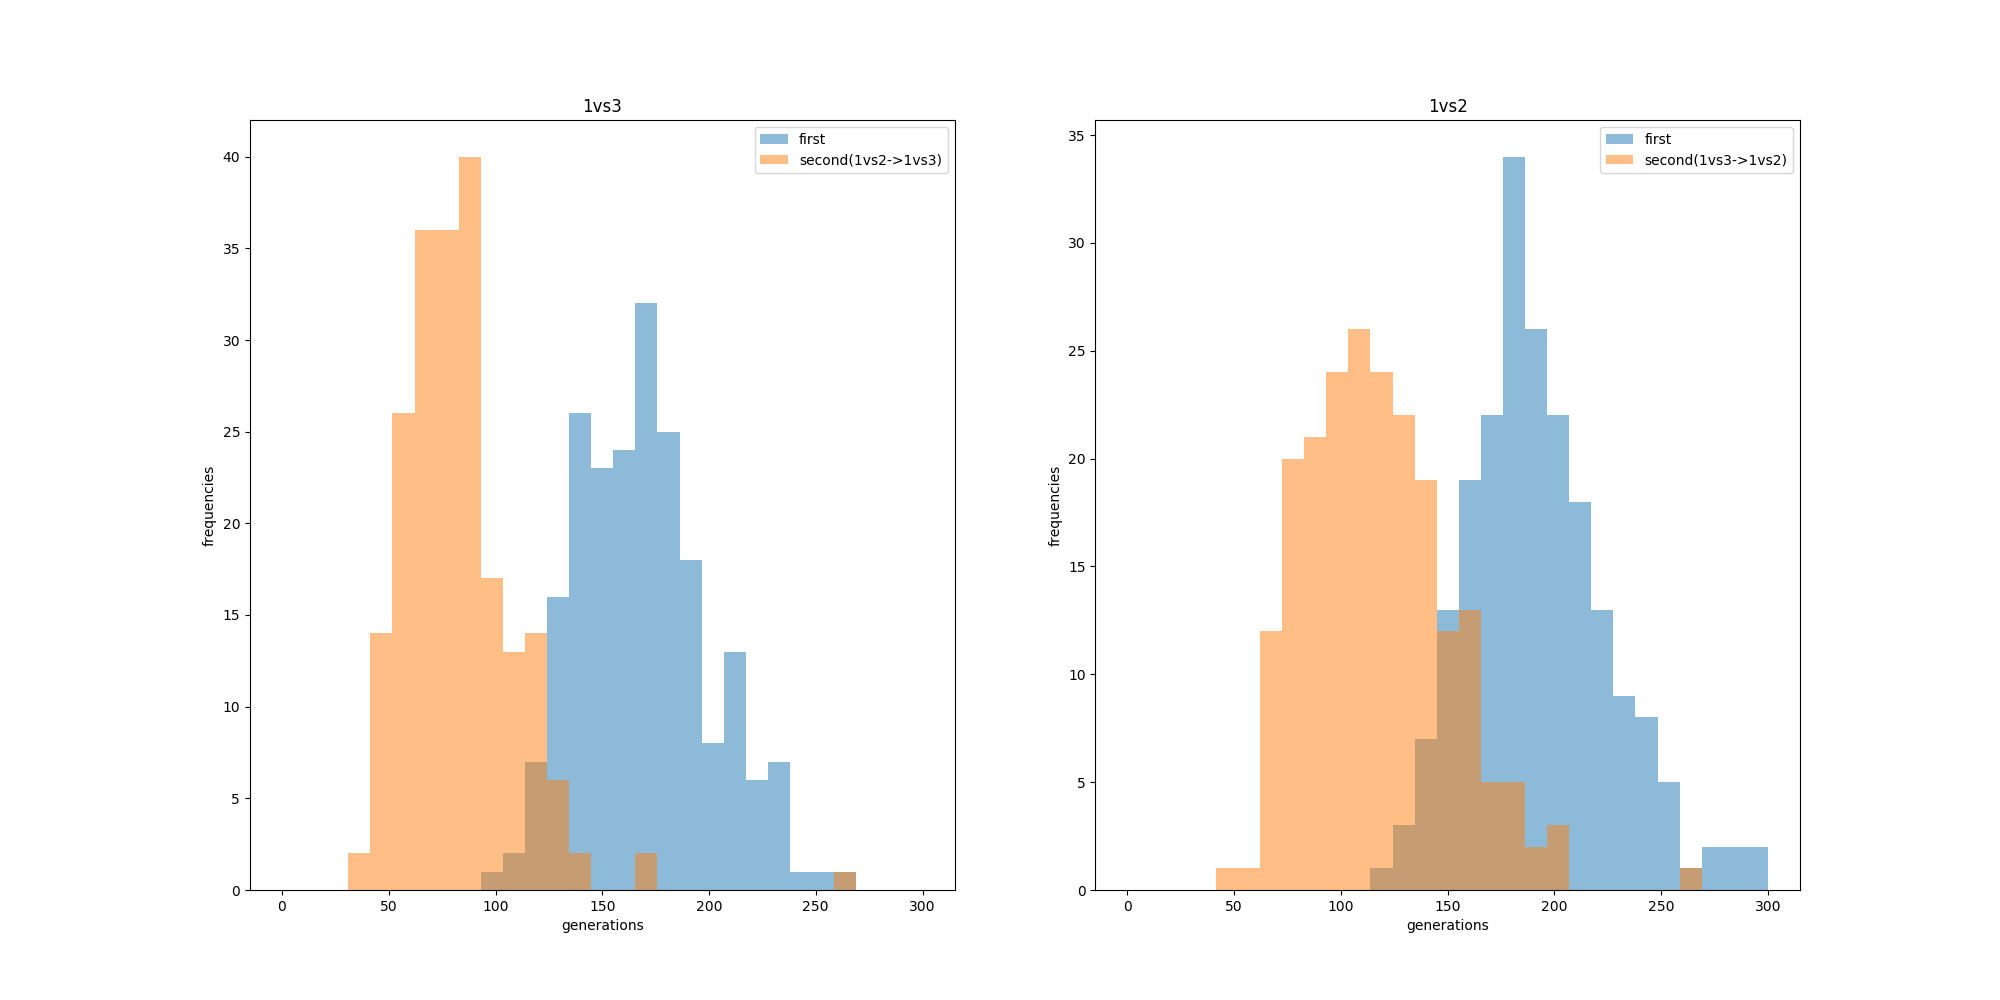 1vs3
first
second(1vs2->1vs3)
frequencies
40
35
30
25
20
15
10
5
0
0 50 100 150 200 250 300
generations
1vs2
first
second(1vs3->1vs2)
frequencies
35
30
25
20
15
10
5
0
0 50 100 150 200 250 300
generations